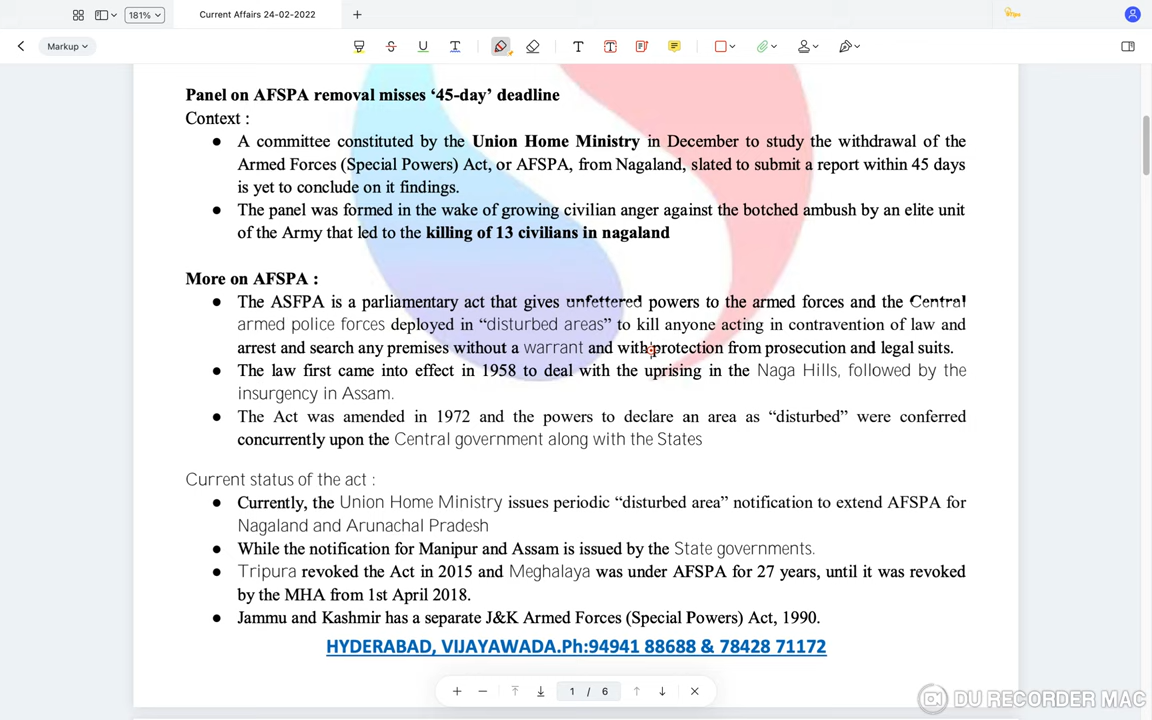 181%
Current Affairs 24-02-2022
Markup
Panel on AFSPA removal misses ‘45-day’ deadline
Context :
● A committee constituted by the Union Home Ministry in December to study the withdrawal of the
Armed Forces (Special Powers) Act, or AFSPA, from Nagaland, slated to submit a report within 45 days
is yet to conclude on it findings.
● The panel was formed in the wake of growing civilian anger against the botched ambush by an elite unit
of the Army that led to the killing of 13 civilians in nagaland
More on AFSPA :
● The ASFPA is a parliamentary act that gives unfettered powers to the armed forces and the Central
armed police forces deployed in “disturbed areas” to kill anyone acting in contravention of law and
arrest and search any premises without a warrant and with protection from prosecution and legal suits.
● The law first came into effect in 1958 to deal with the uprising in the Naga Hills, followed by the
insurgency in Assam.
● The Act was amended in 1972 and the powers to declare an area as “disturbed” were conferred
concurrently upon the Central government along with the States
Current status of the act :
● Currently, the Union Home Ministry issues periodic “disturbed area” notification to extend AFSPA for
Nagaland and Arunachal Pradesh
● While the notification for Manipur and Assam is issued by the State governments.
● Tripura revoked the Act in 2015 and Meghalaya was under AFSPA for 27 years, until it was revoked
by the MHA from 1st April 2018.
● Jammu and Kashmir has a separate J&K Armed Forces (Special Powers) Act, 1990.
HYDERABAD, VIJAYAWADA.Ph:94941 88688 & 78428 71172
1 / 6
DU RECORDER MAC